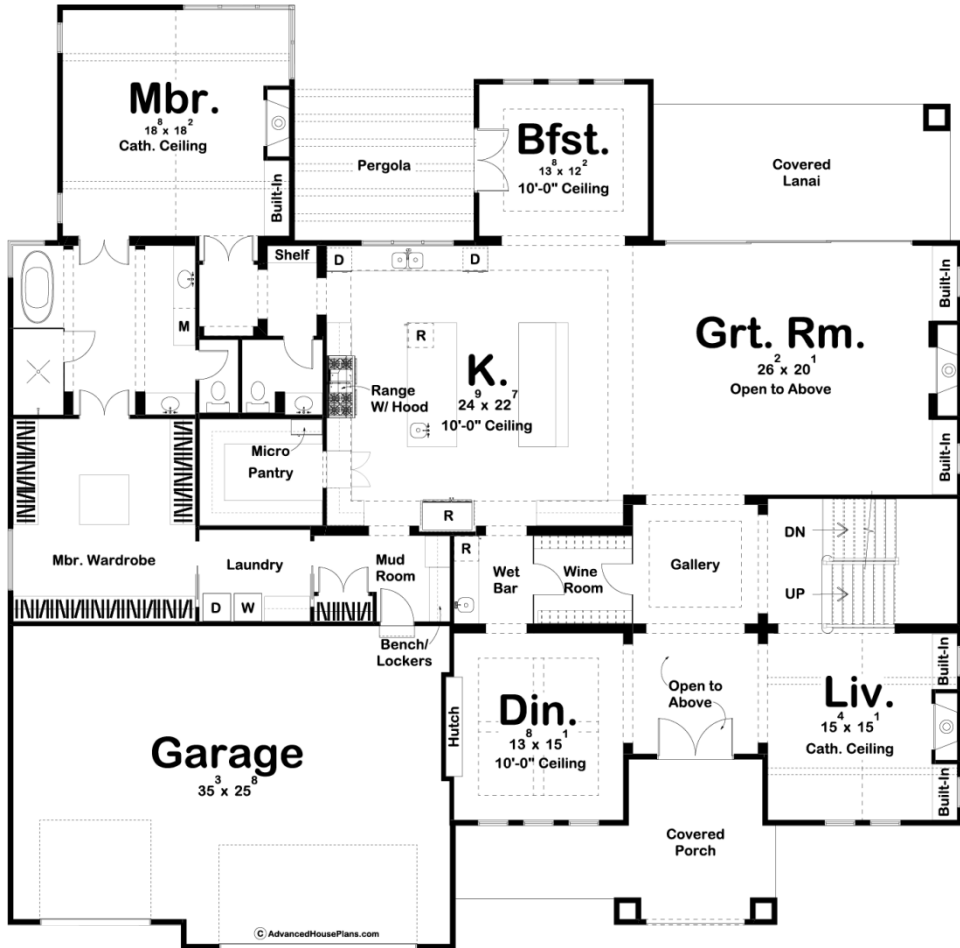 Mbr.
18⁸ x 18²
Cath. Ceiling
Built-In
Pergola
Bfst.
13⁸ x 12²
10'-0" Ceiling
Covered
Lanai
Shelf
D
D
M
R
K.
24⁹ x 22⁷
10'-0" Ceiling
Range
W/ Hood
Grt. Rm.
26² x 20¹
Open to Above
Built-In
Built-In
Micro
Pantry
R
Mbr. Wardrobe
Laundry
D
W
Mud
Room
Bench/
Lockers
R
Wet
Bar
Wine
Room
Gallery
DN
UP
Garage
35³ x 25⁸
Hutch
Din.
13⁸ x 15¹
10'-0" Ceiling
Open to
Above
Liv.
15⁴ x 15¹
Cath. Ceiling
Built-In
Built-In
Covered
Porch
© AdvancedHousePlans.com